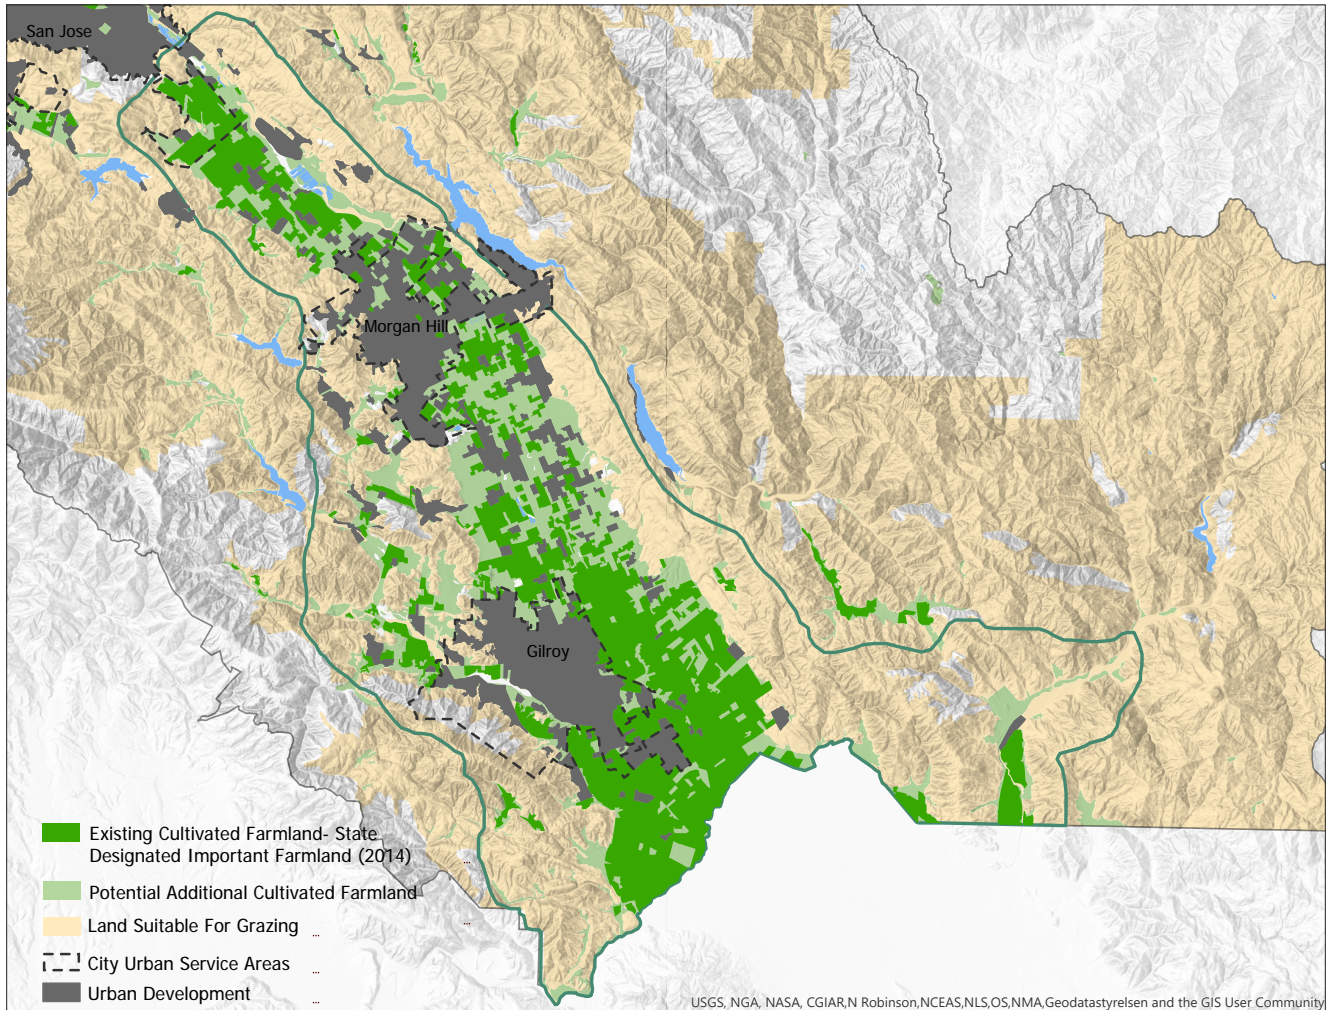 San Jose
Morgan Hill
Gilroy
Existing Cultivated Farmland- State
Designated Important Farmland (2014)
Potential Additional Cultivated Farmland
Land Suitable For Grazing
City Urban Service Areas
Urban Development
USGS, NGA, NASA, CGIAR,N Robinson,NCEAS,NLS,OS,NMA,Geodatastyrelsen and the GIS User Community